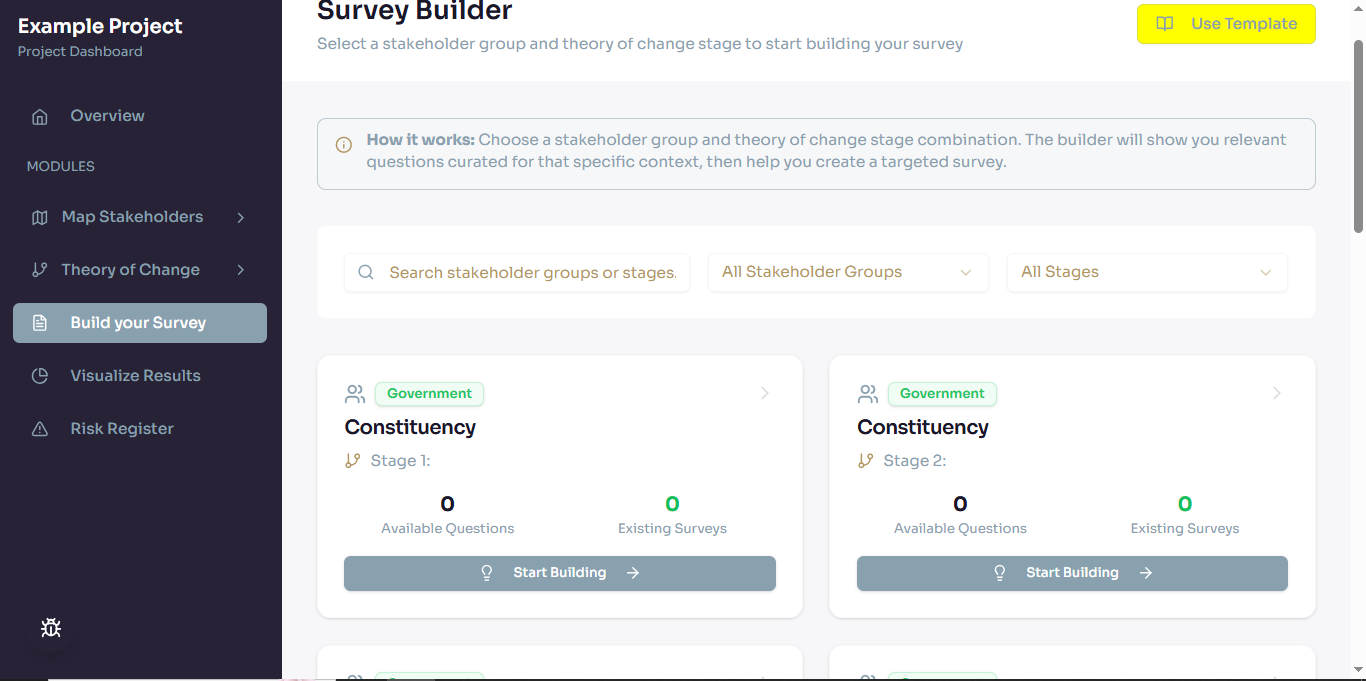 Example Project
Project Dashboard
Overview
MODULES
Map Stakeholders
Theory of Change
Build your Survey
Visualize Results
Risk Register
Survey Builder
Select a stakeholder group and theory of change stage to start building your survey
Use Template
How it works: Choose a stakeholder group and theory of change stage combination. The builder will show you relevant
questions curated for that specific context, then help you create a targeted survey.
Search stakeholder groups or stages.
All Stakeholder Groups
All Stages
Government
Constituency
Stage 1:
0
Available Questions
0
Existing Surveys
Start Building
Government
Constituency
Stage 2:
0
Available Questions
0
Existing Surveys
Start Building